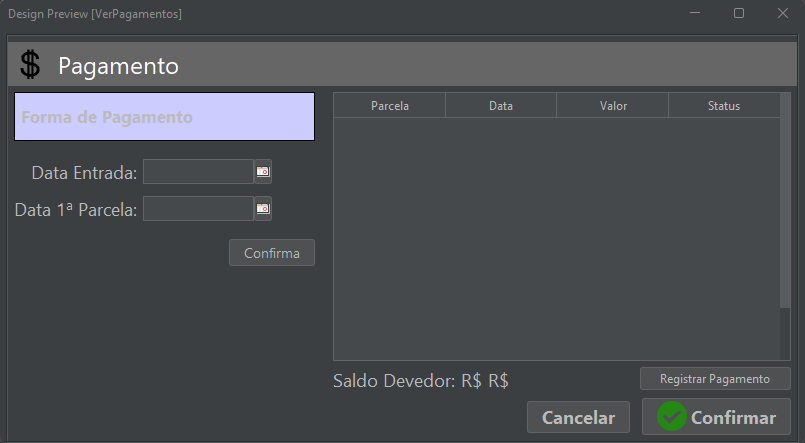 Design Preview [VerPagamentos]
$ Pagamento
Forma de Pagamento
Data Entrada:
Data 1ª Parcela:
Confirma
Parcela Data Valor Status
Saldo Devedor: R$ R$
Registrar Pagamento
Cancelar
Confirmar